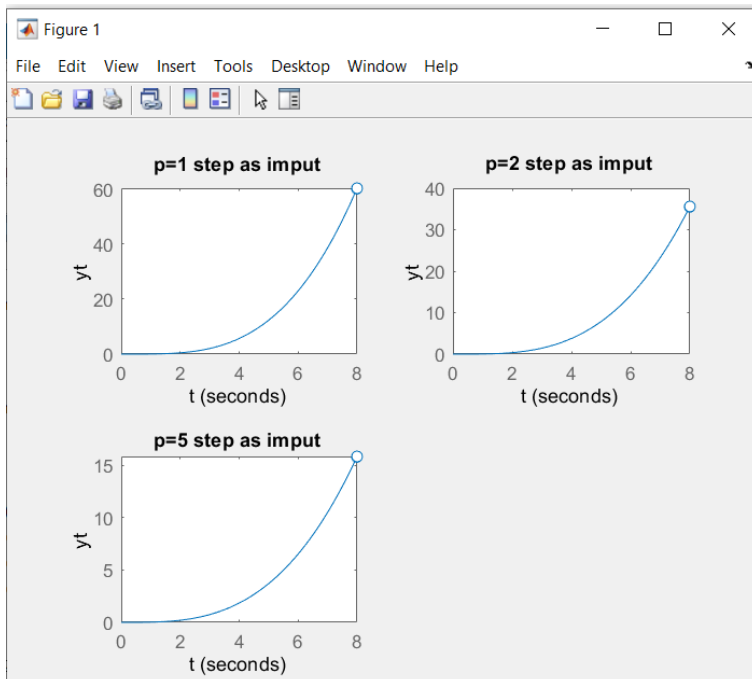 Figure 1
File Edit View Insert Tools Desktop Window Help
p=1 step as imput
60
40
20
0
yt
0 2 4 6 8
t (seconds)
p=2 step as imput
40
30
20
10
0
yt
0 2 4 6 8
t (seconds)
p=5 step as imput
15
10
5
0
yt
0 2 4 6 8
t (seconds)